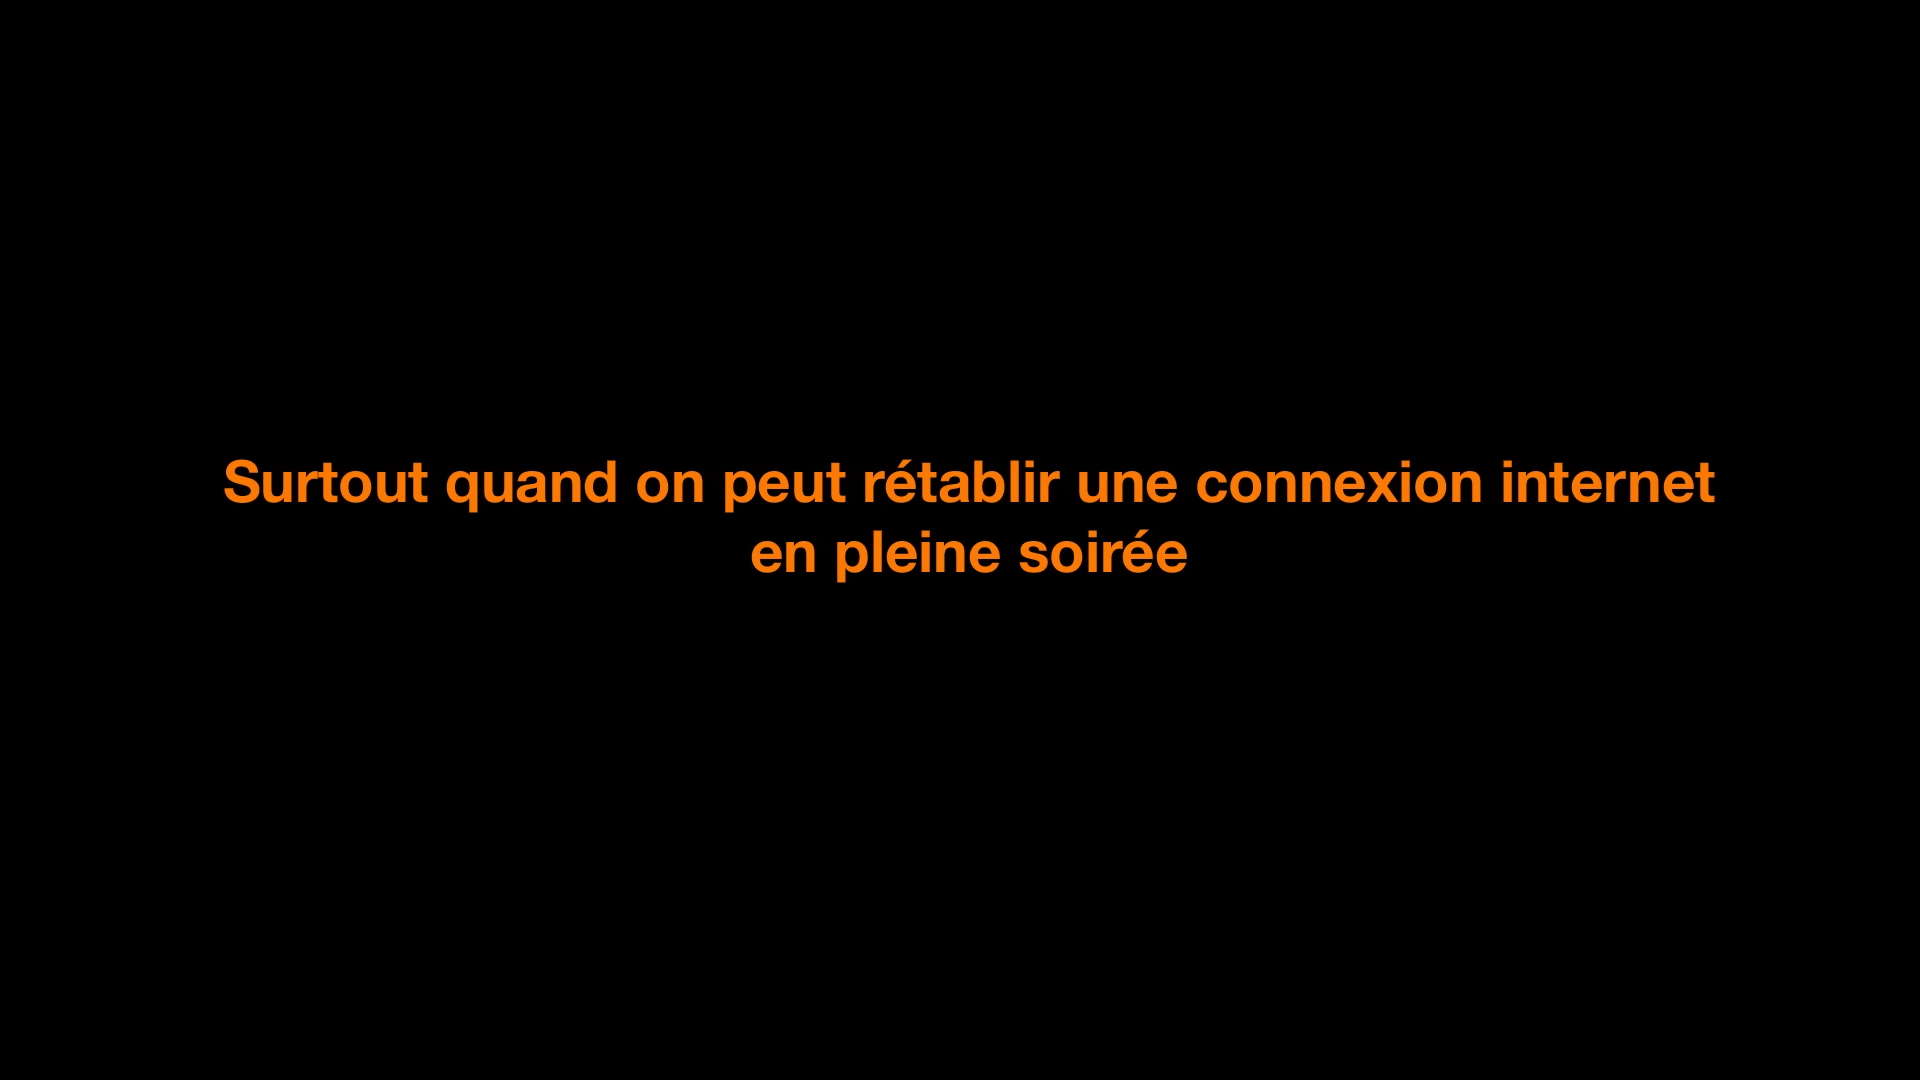 Surtout quand on peut rétablir une connexion internet
en pleine soirée